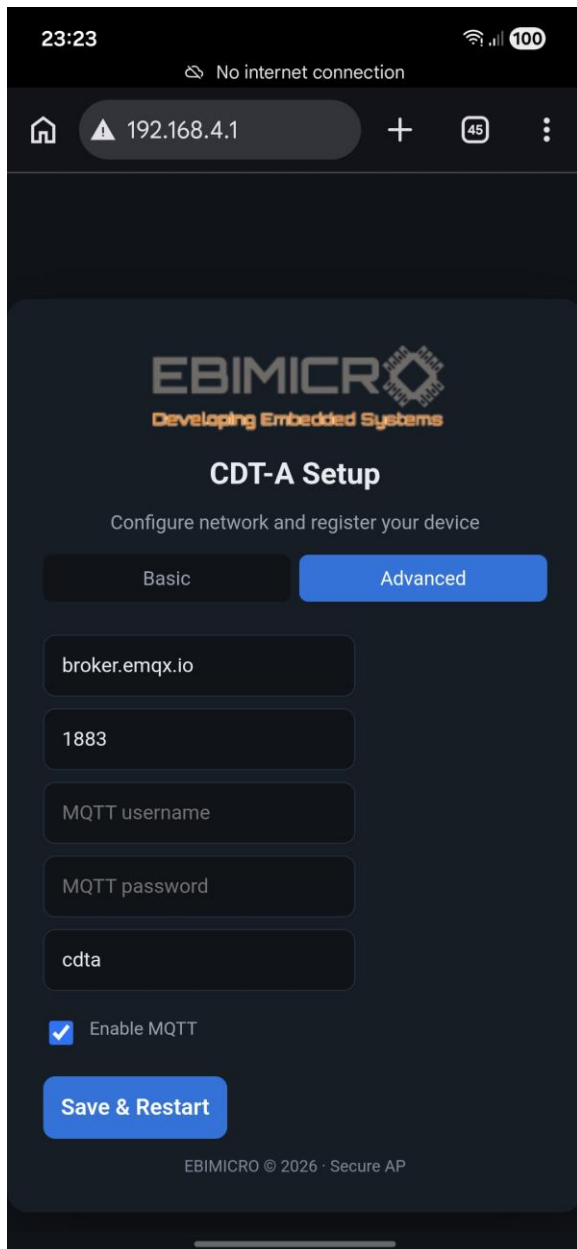 23:23
100
No internet connection
192.168.4.1
45
EBIMICRO
Developing Embedded Systems
CDT-A Setup
Configure network and register your device
Basic
Advanced
broker.emqx.io
1883
MQTT username
MQTT password
cdta
Enable MQTT
Save & Restart
EBIMICRO © 2026 · Secure AP